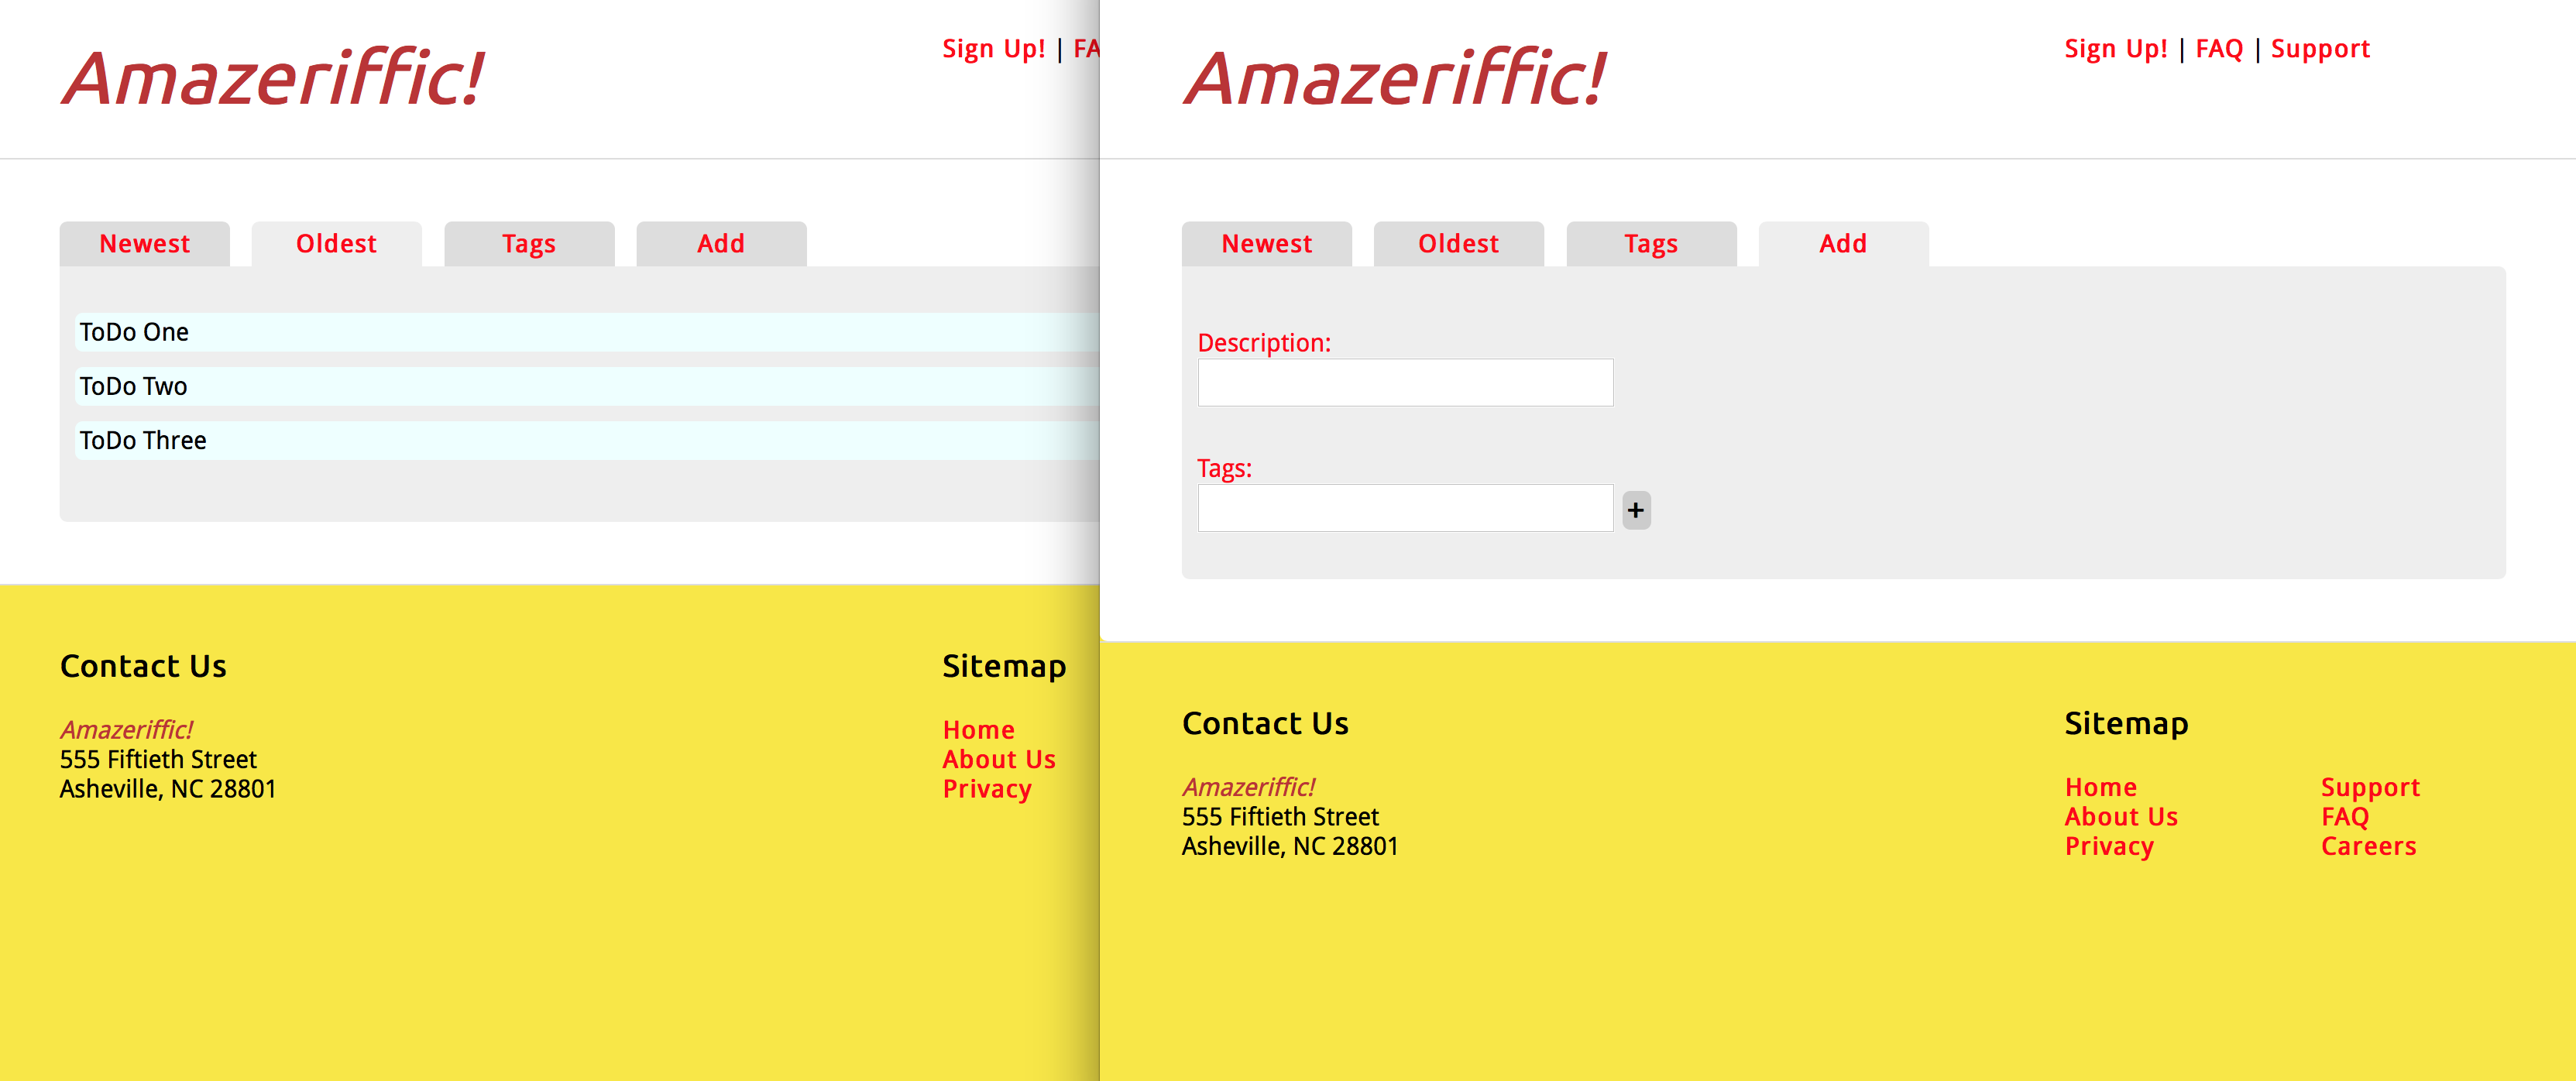 Amazeriffic!
Sign Up! | FA
Newest Oldest Tags Add
ToDo One
ToDo Two
ToDo Three
Contact Us
Amazeriffic!
555 Fiftieth Street
Asheville, NC 28801
Sitemap
Home
About Us
Privacy
Amazeriffic!
Sign Up! | FAQ | Support
Newest Oldest Tags Add
Description:
Tags:
+
Contact Us
Amazeriffic!
555 Fiftieth Street
Asheville, NC 28801
Sitemap
Home Support
About Us FAQ
Privacy Careers